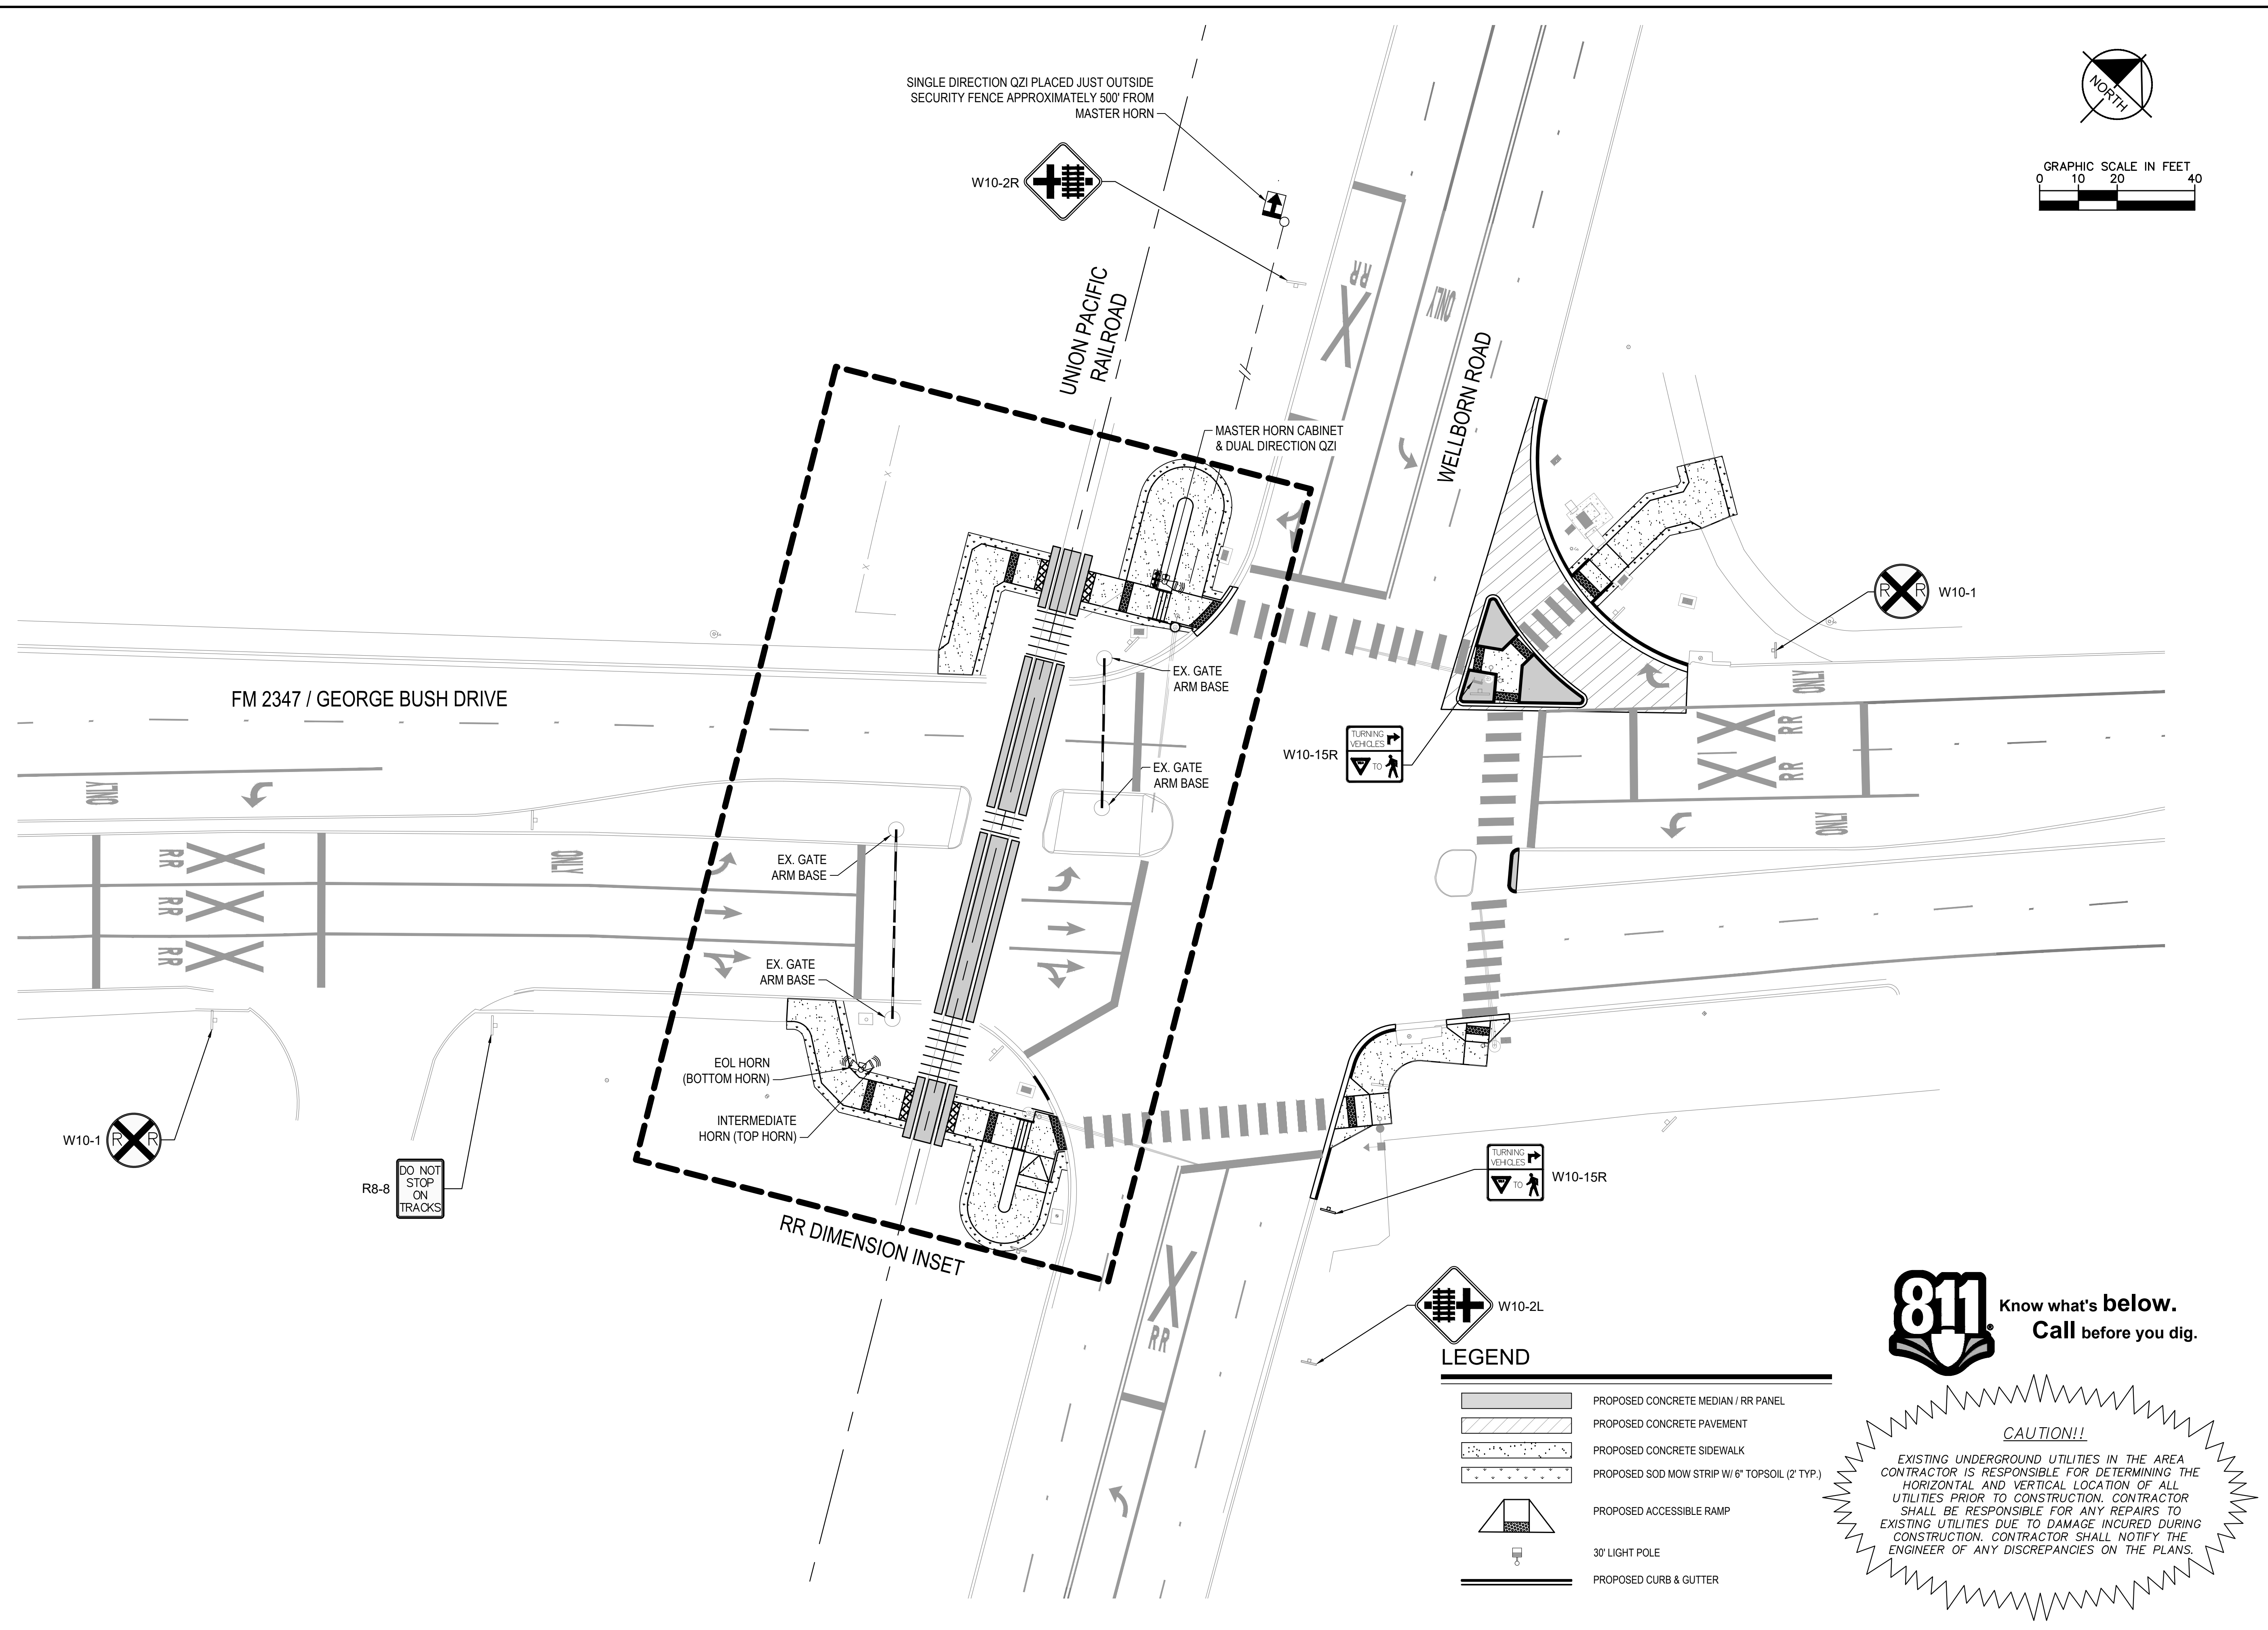 SINGLE DIRECTION QZI PLACED JUST OUTSIDE
SECURITY FENCE APPROXIMATELY 500' FROM
MASTER HORN
W10-2R
NORTH
GRAPHIC SCALE IN FEET
0 10 20 40
UNION PACIFIC
RAILROAD
RR
ONLY
WELLBORN ROAD
MASTER HORN CABINET
& DUAL DIRECTION QZI
X
X
R R
W10-1
FM 2347 / GEORGE BUSH DRIVE
EX. GATE
ARM BASE
EX. GATE
ARM BASE
ONLY
RR
RR
W10-15R
TURNING
VEHICLES
TO
ONLY
ONLY
RR
RR
RR
ONLY
EX. GATE
ARM BASE
EX. GATE
ARM BASE
EOL HORN
(BOTTOM HORN)
INTERMEDIATE
HORN (TOP HORN)
W10-1
R R
R8-8
DO NOT
STOP
ON
TRACKS
RR DIMENSION INSET
RR
TURNING
VEHICLES
TO
W10-15R
W10-2L
LEGEND
PROPOSED CONCRETE MEDIAN / RR PANEL
PROPOSED CONCRETE PAVEMENT
PROPOSED CONCRETE SIDEWALK
PROPOSED SOD MOW STRIP W/ 6" TOPSOIL (2' TYP.)
PROPOSED ACCESSIBLE RAMP
30' LIGHT POLE
PROPOSED CURB & GUTTER
811®
Know what's below.
Call before you dig.
CAUTION!!
EXISTING UNDERGROUND UTILITIES IN THE AREA
CONTRACTOR IS RESPONSIBLE FOR DETERMINING THE
HORIZONTAL AND VERTICAL LOCATION OF ALL
UTILITIES PRIOR TO CONSTRUCTION. CONTRACTOR
SHALL BE RESPONSIBLE FOR ANY REPAIRS TO
EXISTING UTILITIES DUE TO DAMAGE INCURED DURING
CONSTRUCTION. CONTRACTOR SHALL NOTIFY THE
ENGINEER OF ANY DISCREPANCIES ON THE PLANS.